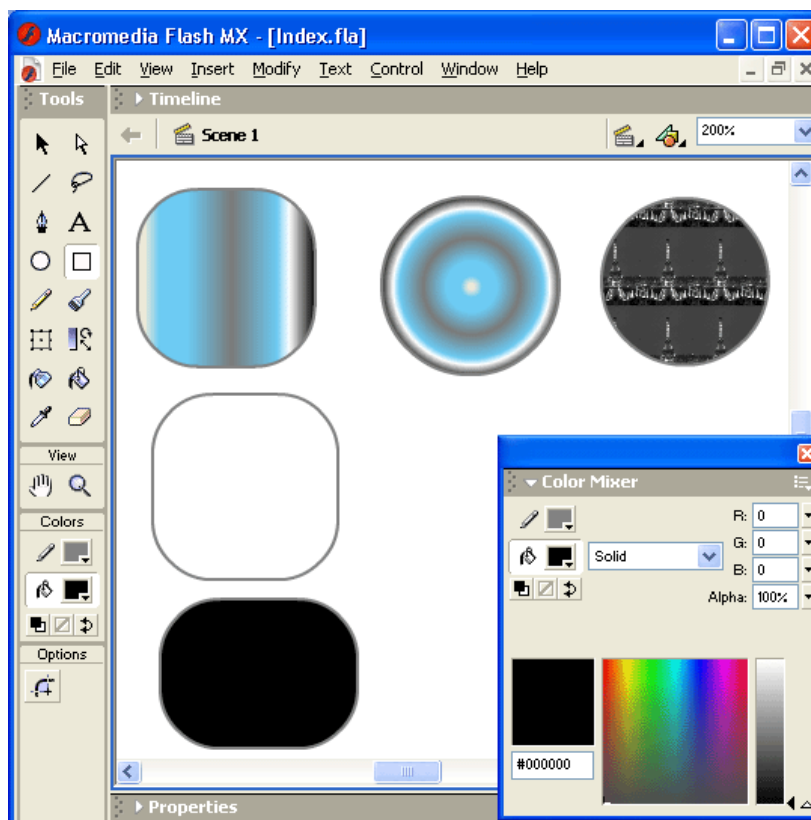 Macromedia Flash MX - [Index.fla]
File Edit View Insert Modify Text Control Window Help
Tools
Timeline
Scene 1
200%
A
View
Colors
Options
Color Mixer
R: 0
G: 0
Solid
B: 0
Alpha: 100%
#000000
Properties